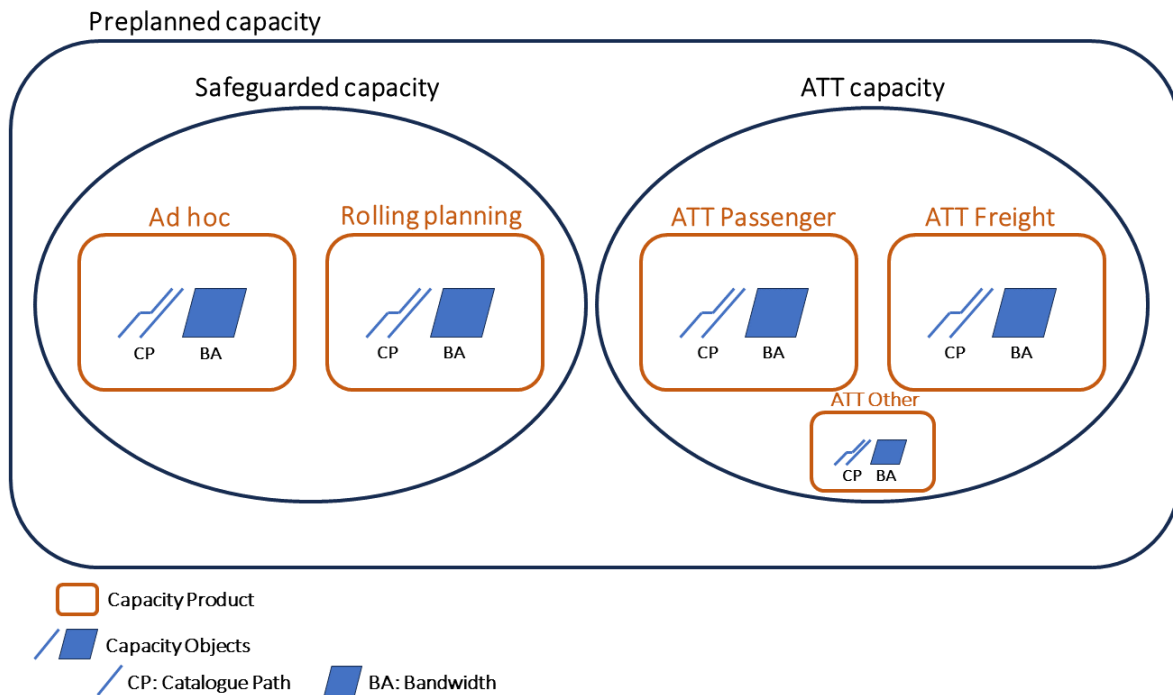 Preplanned capacity
Safeguarded capacity
ATT capacity
Ad hoc
Rolling planning
ATT Passenger
ATT Freight
CP
BA
CP
BA
CP
BA
CP
BA
ATT Other
CP
BA
Capacity Product
Capacity Objects
CP: Catalogue Path
BA: Bandwidth